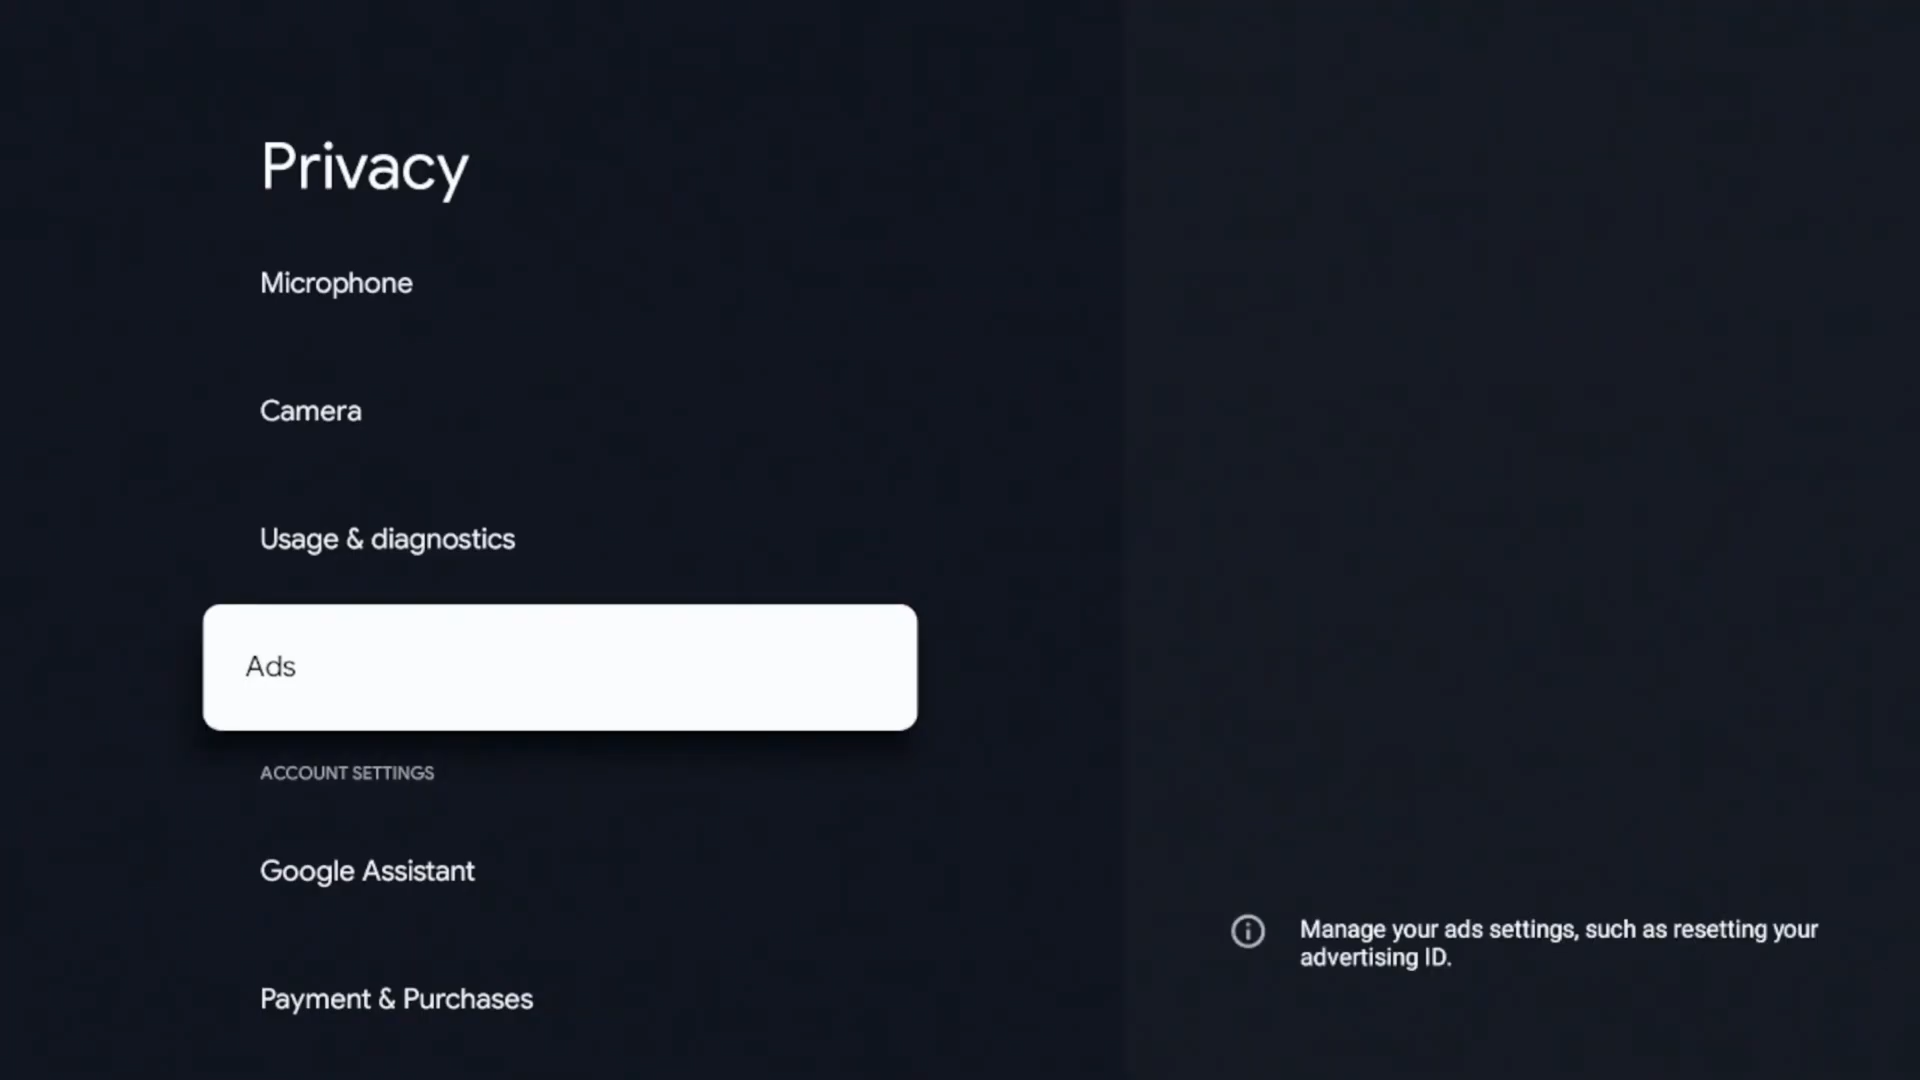 Privacy
Microphone
Camera
Usage & diagnostics
Ads
ACCOUNT SETTINGS
Google Assistant
Payment & Purchases
Manage your ads settings, such as resetting your
advertising ID.